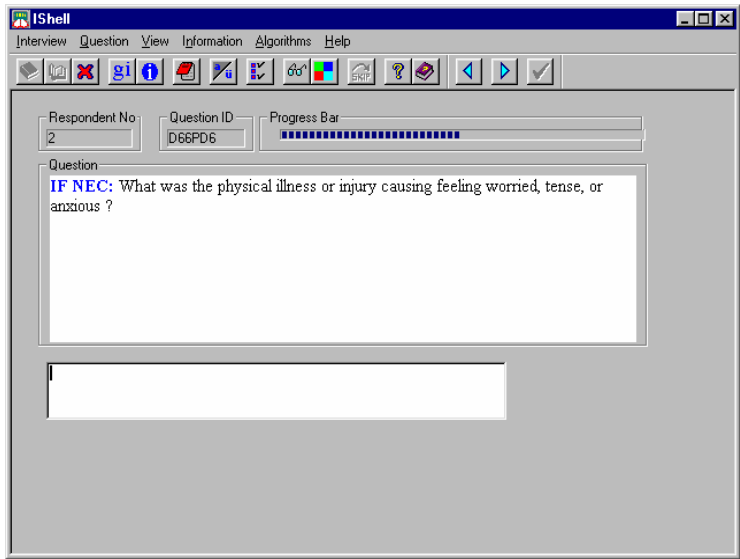 IShell
Interview Question View Information Algorithms Help
gi i a/ü SKIP ?
Respondent No Question ID Progress Bar
2 D66PD6
Question
IF NEC: What was the physical illness or injury causing feeling worried, tense, or
anxious ?